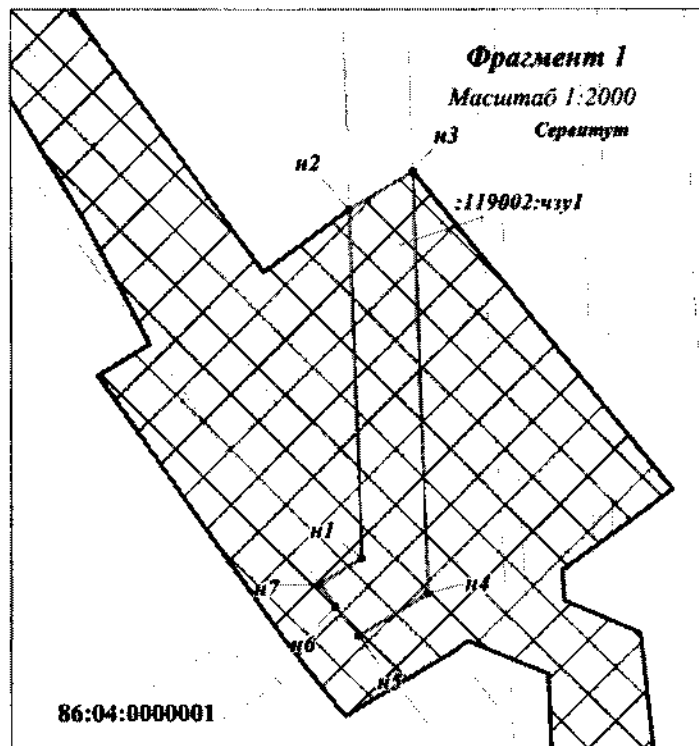 Фрагмент 1
Масштаб 1:2000
Сервитут
н3
н2
:119002:чзу1
н1
н7
н4
н6
н5
86:04:0000001